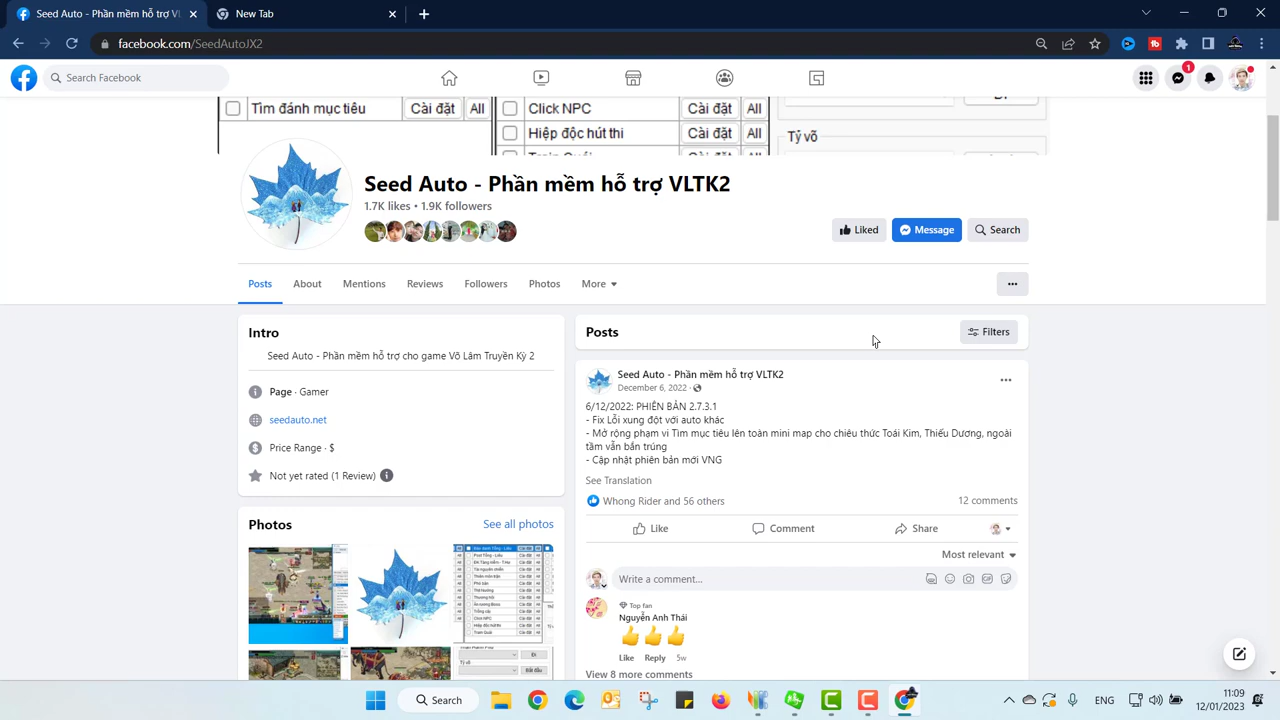 Seed Auto - Phần mềm hỗ trợ VL
New Tab
facebook.com/SeedAutoJX2
Search Facebook
1
Tìm đánh mục tiêu
Cài đặt
All
Click NPC
Cài đặt
All
Hiệp độc hút thi
Cài đặt
All
Tỷ võ
Seed Auto - Phần mềm hỗ trợ VLTK2
1.7K likes • 1.9K followers
Liked
Message
Search
Posts
About
Mentions
Reviews
Followers
Photos
More
Intro
Seed Auto - Phần mềm hỗ trợ cho game Võ Lâm Truyền Kỳ 2
Page · Gamer
seedauto.net
Price Range · $
Not yet rated (1 Review)
Photos
See all photos
Posts
Filters
Seed Auto - Phần mềm hỗ trợ VLTK2
December 6, 2022 ·
6/12/2022: PHIÊN BẢN 2.7.3.1
- Fix Lỗi xung đột với auto khác
- Mở rộng phạm vi Tìm mục tiêu lên toàn mini map cho chiêu thức Toái Kim, Thiếu Dương, ngoài
tầm vẫn bắn trúng
- Cập nhật phiên bản mới VNG
See Translation
Whong Rider and 56 others
12 comments
Like
Comment
Share
Most relevant
Write a comment...
Top fan
Nguyễn Anh Thái
Like
Reply
5w
View 8 more comments
Search
ENG
11:09
12/01/2023